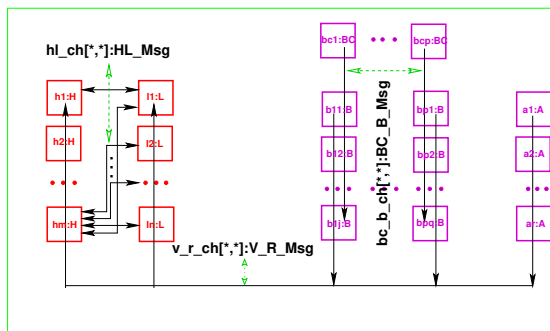 hl_ch[*,*]:HL_Msg
bc1:BC
bcp:BC
h1:H
l1:L
b11:B
bp1:B
a1:A
h2:H
l2:L
b12:B
bp2:B
a2:A
hm:H
ln:L
b1j:B
bpq:B
ar:A
bc_b_ch[*,*]:BC_B_Msg
v_r_ch[*,*]:V_R_Msg